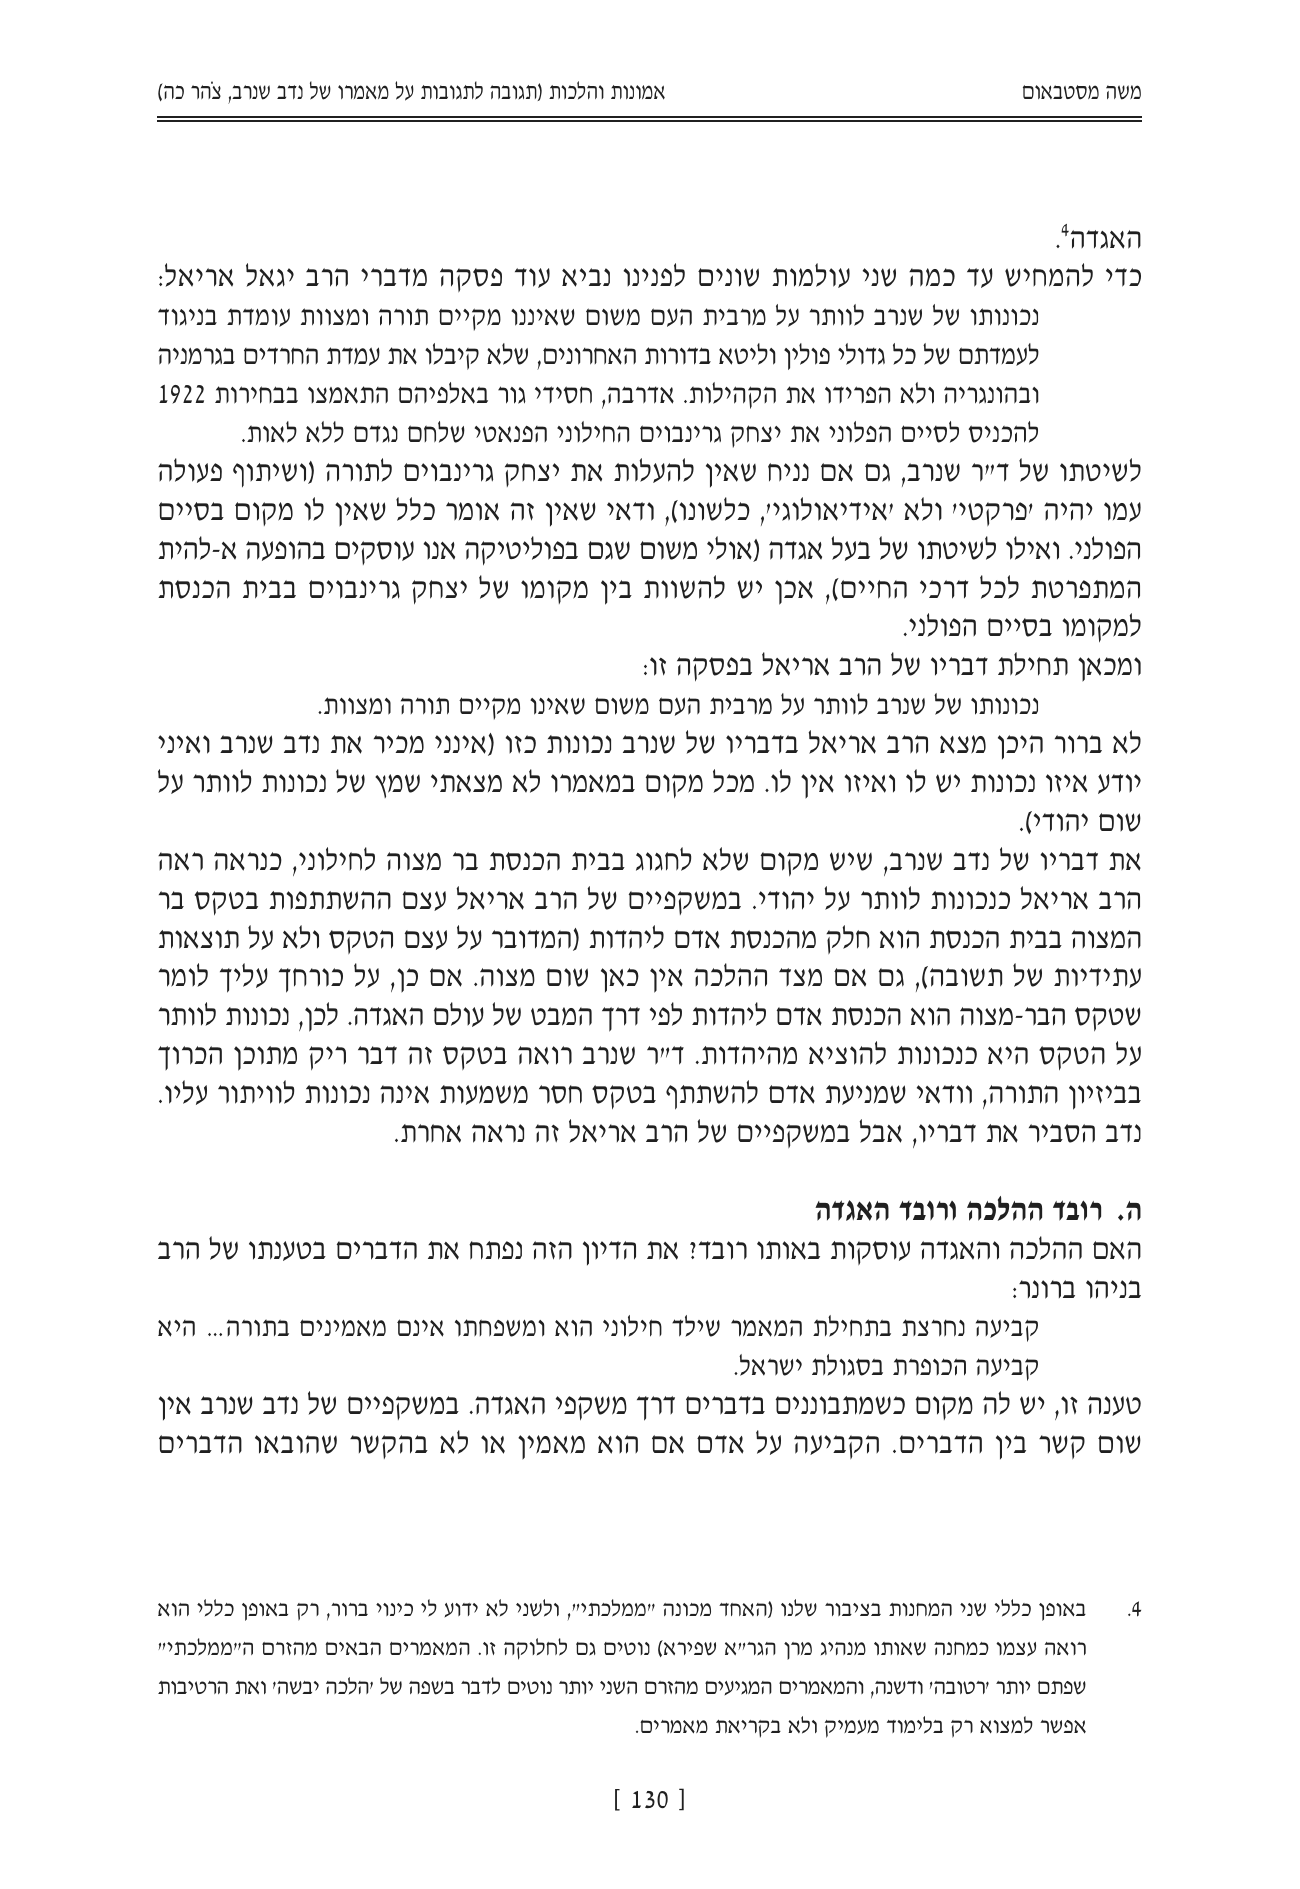 משה מסטבאום
אמונות והלכות (תגובה לתגובות על מאמרו של נדב שנרב, צֹהר כה)
האגדה4.
כדי להמחיש עד כמה שני עולמות שונים לפנינו נביא עוד פסקה מדברי הרב יגאל אריאל:
נכונותו של שנרב לוותר על מרבית העם משום שאיננו מקיים תורה ומצוות עומדת בניגוד
לעמדתם של כל גדולי פולין וליטא בדורות האחרונים, שלא קיבלו את עמדת החרדים בגרמניה
ובהונגריה ולא הפרידו את הקהילות. אדרבה, חסידי גור באלפיהם התאמצו בבחירות 1922
להכניס לסיים הפלוני את יצחק גרינבוים החילוני הפנאטי שלחם נגדם ללא לאות.
לשיטתו של ד״ר שנרב, גם אם נניח שאין להעלות את יצחק גרינבוים לתורה (ושיתוף פעולה
עמו יהיה ׳פרקטי׳ ולא ׳אידיאולוגי׳, כלשונו), ודאי שאין זה אומר כלל שאין לו מקום בסיים
הפולני. ואילו לשיטתו של בעל אגדה (אולי משום שגם בפוליטיקה אנו עוסקים בהופעה א-להית
המתפרטת לכל דרכי החיים), אכן יש להשוות בין מקומו של יצחק גרינבוים בבית הכנסת
למקומו בסיים הפולני.
ומכאן תחילת דבריו של הרב אריאל בפסקה זו:
נכונותו של שנרב לוותר על מרבית העם משום שאינו מקיים תורה ומצוות.
לא ברור היכן מצא הרב אריאל בדבריו של שנרב נכונות כזו (אינני מכיר את נדב שנרב ואיני
יודע איזו נכונות יש לו ואיזו אין לו. מכל מקום במאמרו לא מצאתי שמץ של נכונות לוותר על
שום יהודי).
את דבריו של נדב שנרב, שיש מקום שלא לחגוג בבית הכנסת בר מצוה לחילוני, כנראה ראה
הרב אריאל כנכונות לוותר על יהודי. במשקפיים של הרב אריאל עצם ההשתתפות בטקס בר
המצוה בבית הכנסת הוא חלק מהכנסת אדם ליהדות (המדובר על עצם הטקס ולא על תוצאות
עתידיות של תשובה), גם אם מצד ההלכה אין כאן שום מצוה. אם כן, על כורחך עליך לומר
שטקס הבר-מצוה הוא הכנסת אדם ליהדות לפי דרך המבט של עולם האגדה. לכן, נכונות לוותר
על הטקס היא כנכונות להוציא מהיהדות. ד״ר שנרב רואה בטקס זה דבר ריק מתוכן הכרוך
בביזיון התורה, וודאי שמניעת אדם להשתתף בטקס חסר משמעות אינה נכונות לוויתור עליו.
נדב הסביר את דבריו, אבל במשקפיים של הרב אריאל זה נראה אחרת.
ה. רובד ההלכה ורובד האגדה
האם ההלכה והאגדה עוסקות באותו רובד? את הדיון הזה נפתח את הדברים בטענתו של הרב
בניהו ברונר:
קביעה נחרצת בתחילת המאמר שילד חילוני הוא ומשפחתו אינם מאמינים בתורה... היא
קביעה הכופרת בסגולת ישראל.
טענה זו, יש לה מקום כשמתבוננים בדברים דרך משקפי האגדה. במשקפיים של נדב שנרב אין
שום קשר בין הדברים. הקביעה על אדם אם הוא מאמין או לא בהקשר שהובאו הדברים
4. באופן כללי שני המחנות בציבור שלנו (האחד מכונה ״ממלכתי״, ולשני לא ידוע לי כינוי ברור, רק באופן כללי הוא
רואה עצמו כמחנה שאותו מנהיג מרן הגר״א שפירא) נוטים גם לחלוקה זו. המאמרים הבאים מהזרם ה״ממלכתי״
שפתם יותר ׳רטובה׳ ודשנה, והמאמרים המגיעים מהזרם השני יותר נוטים לדבר בשפה של ׳הלכה יבשה׳ ואת הרטיבות
אפשר למצוא רק בלימוד מעמיק ולא בקריאת מאמרים.
[ 130 ]